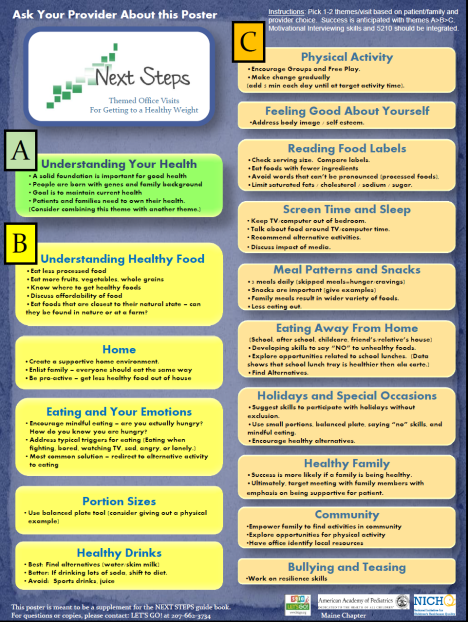 Ask Your Provider About this Poster
Instructions: Pick 1-2 themes/visit based on patient/family and
provider choice. Success is anticipated with themes A>B>C.
Motivational Interviewing skills and 5210 should be integrated.
Next Steps
Themed Office Visits
For Getting to a Healthy Weight
A
Understanding Your Health
• A solid foundation is important for good health
• People are born with genes and family background
• Goal is to maintain current health
• Patients and families need to own their health.
(Consider combining this theme with another theme.)
B
Understanding Healthy Food
• Eat less processed food
• Eat more fruits, vegetables, whole grains
• Know where to get healthy foods
• Discuss affordability of food
• Eat foods that are closest to their natural state – can
they be found in nature or at a farm?
Home
• Create a supportive home environment.
• Enlist family – everyone should eat the same way
• Be pro-active – get less healthy food out of house
Eating and Your Emotions
• Encourage mindful eating – are you actually hungry?
How do you know you are hungry?
• Address typical triggers for eating (Eating when
fighting, bored, watching TV, sad, angry, or lonely.)
• Most common solution – redirect to alternative activity
to eating
Portion Sizes
• Use balanced plate tool (consider giving out a physical
example)
Healthy Drinks
• Best: Find alternatives (water/skim milk)
• Better: If drinking lots of soda, shift to diet.
• Avoid: Sports drinks, juice
C
Physical Activity
• Encourage Groups and Free Play.
• Make change gradually
(add 5 min each day until at target activity time).
Feeling Good About Yourself
• Address body image / self esteem.
Reading Food Labels
• Check serving size. Compare labels.
• Eat foods with fewer ingredients
• Avoid words that can't be pronounced (processed foods).
• Limit saturated fats / cholesterol / sodium / sugar.
Screen Time and Sleep
• Keep TV/computer out of bedroom.
• Talk about food around TV/computer time.
• Recommend alternative activities.
• Discuss impact of media.
Meal Patterns and Snacks
• 3 meals daily (skipped meals=hunger/cravings)
• Snacks are important (give examples)
• Family meals result in wider variety of foods.
• Less eating out.
Eating Away From Home
(School, after school, childcare, friend's/relative's house)
• Developing skills to say "NO" to unhealthy foods.
• Explore opportunities related to school lunches. (Data
shows that school lunch tray is healthier then ala carte.)
• Find Alternatives.
Holidays and Special Occasions
• Suggest skills to participate with holidays without
exclusion.
• Use small portions, balanced plate, saying "no" skills, and
mindful eating.
• Encourage healthy alternatives.
Healthy Family
• Success is more likely if a family is being healthy.
• Ultimately, target meeting with family members with
emphasis on being supportive for patient.
Community
•Empower family to find activities in community
•Explore opportunities for physical activity
•Have office identify local resources
Bullying and Teasing
•Work on resilience skills
This poster is meant to be a supplement for the NEXT STEPS guide book.
For questions or copies, please contact: LET'S GO! at 207-662-3734
LET'S GO!
American Academy of Pediatrics
DEDICATED TO THE HEALTH OF ALL CHILDREN
Maine Chapter
NICHQ